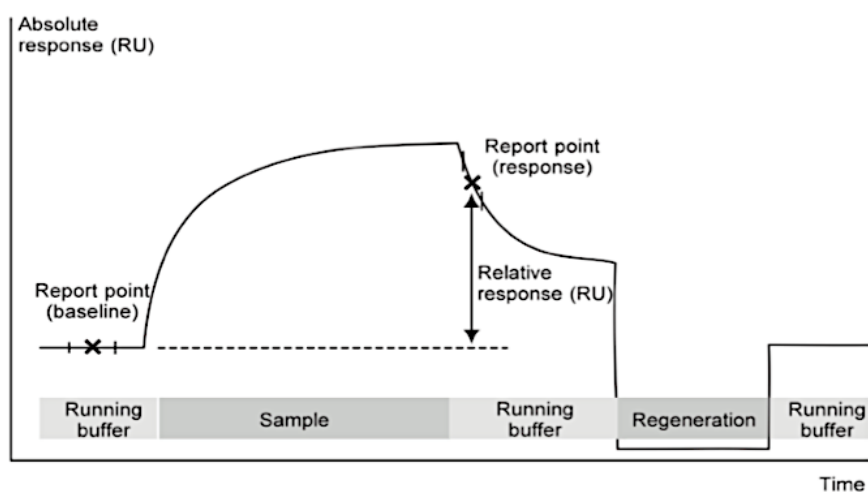 Absolute
response (RU)
Report point
(response)
Report point
(baseline)
Relative
response (RU)
Running
buffer
Sample
Running
buffer
Regeneration
Running
buffer
Time